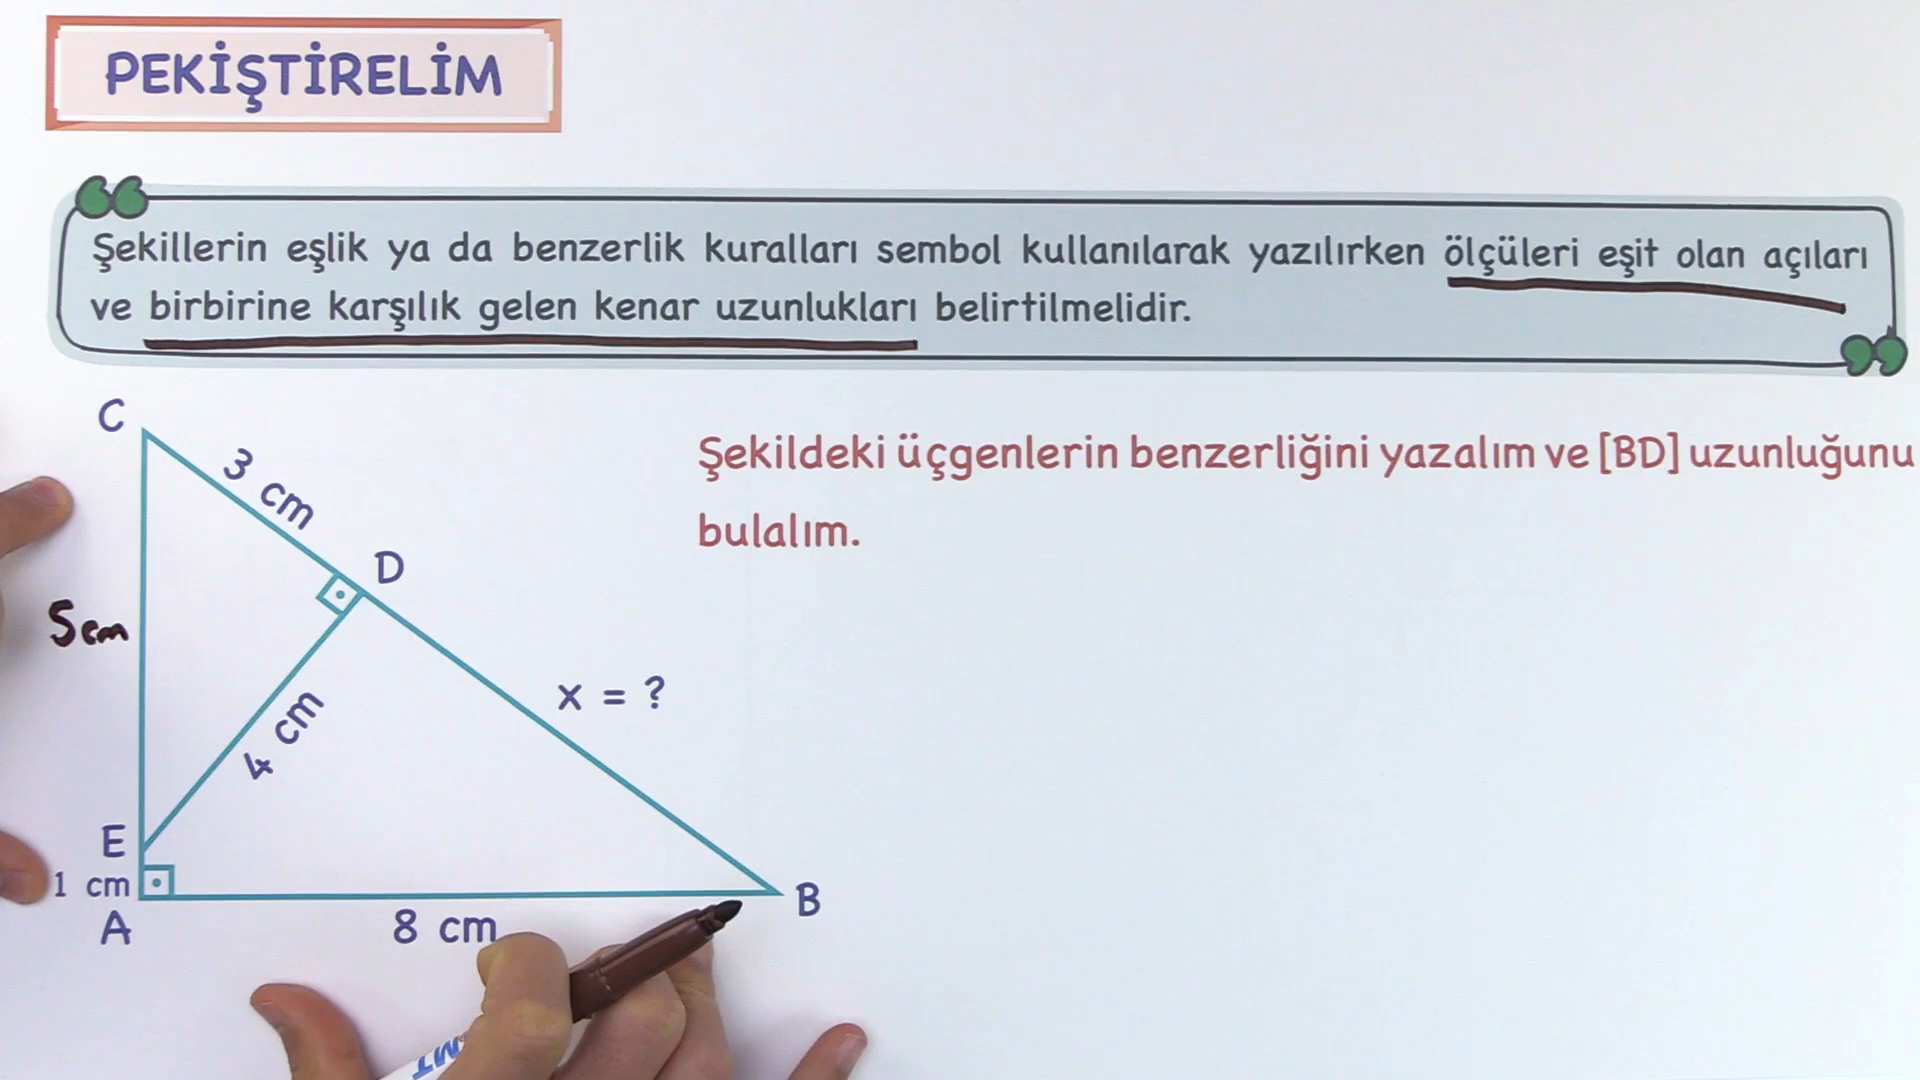 PEKİŞTİRELİM
Şekillerin eşlik ya da benzerlik kuralları sembol kullanılarak yazılırken ölçüleri eşit olan açıları
ve birbirine karşılık gelen kenar uzunlukları belirtilmelidir.
Şekildeki üçgenlerin benzerliğini yazalım ve [BD] uzunluğunu
bulalım.
C
3 cm
D
5cm
x = ?
4 cm
E
1 cm
A
8 cm
B